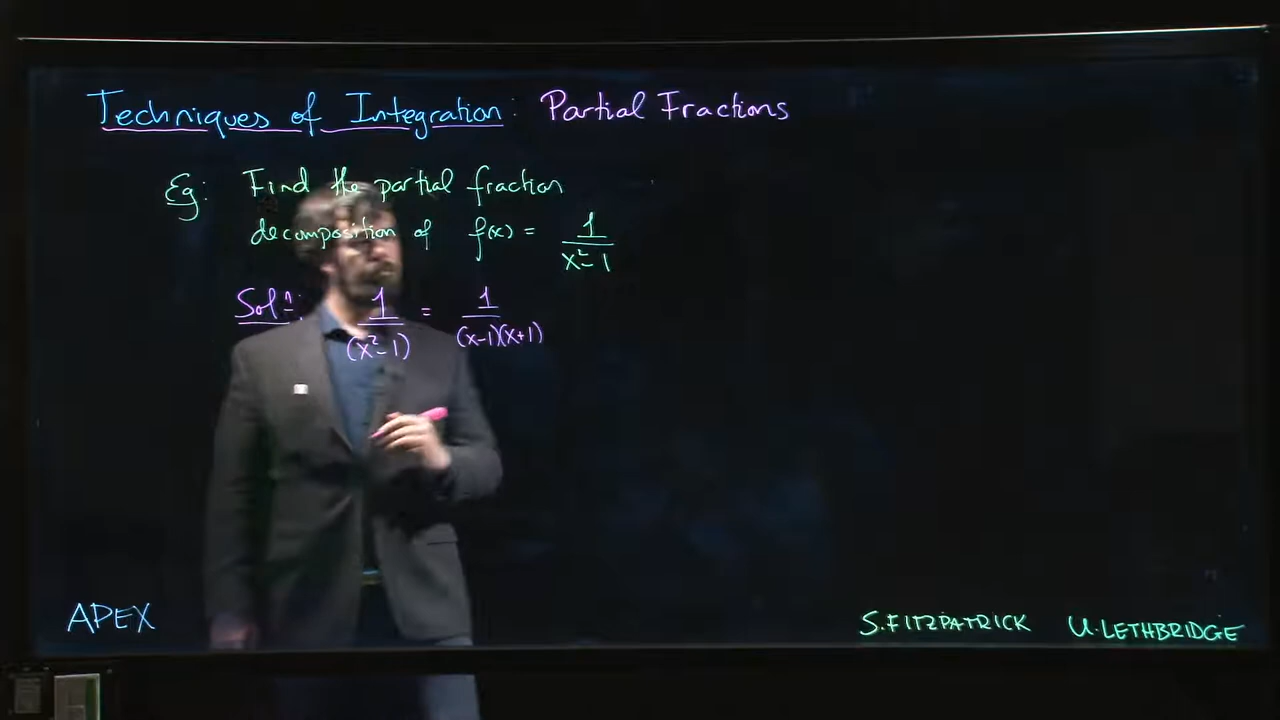 Techniques of Integration: Partial Fractions
Eg: Find the partial fraction
decomposition of f(x) = 1/(x²-1)
Solⁿ: 1/(x²-1) = 1/((x-1)(x+1))
APEX
S.FITZPATRICK U.LETHBRIDGE